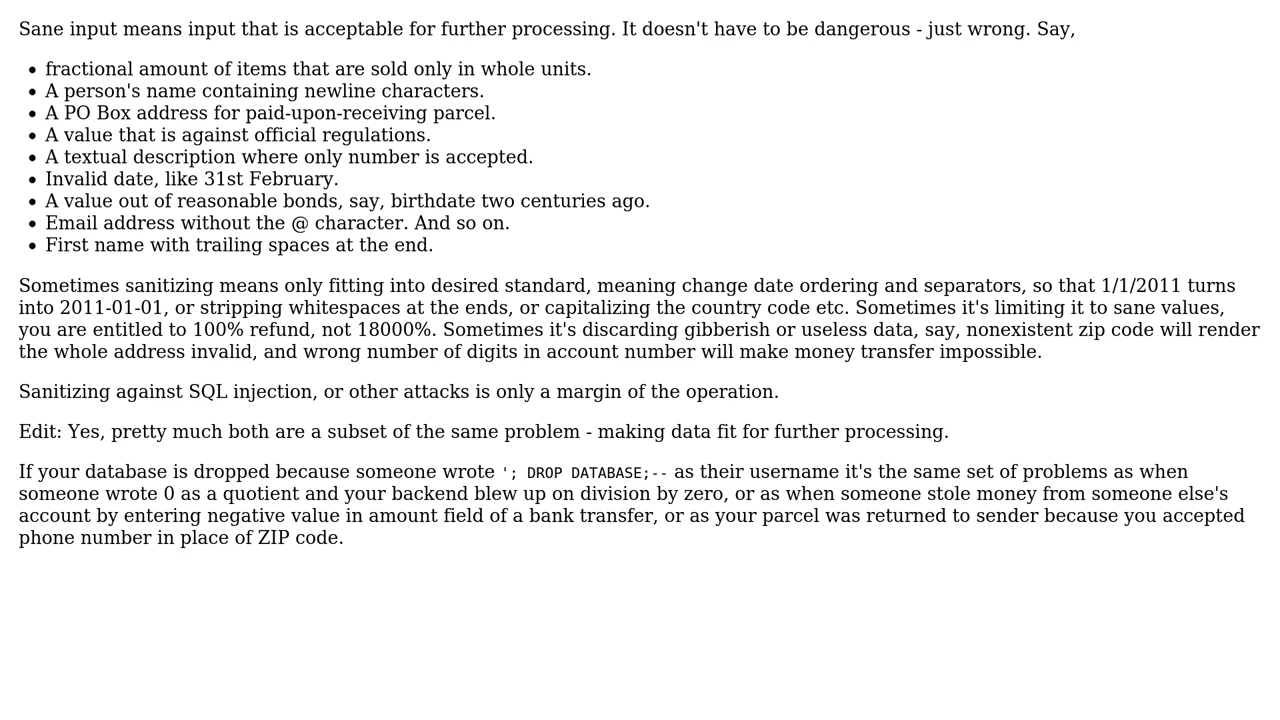 Sane input means input that is acceptable for further processing. It doesn't have to be dangerous - just wrong. Say,
• fractional amount of items that are sold only in whole units.
• A person's name containing newline characters.
• A PO Box address for paid-upon-receiving parcel.
• A value that is against official regulations.
• A textual description where only number is accepted.
• Invalid date, like 31st February.
• A value out of reasonable bonds, say, birthdate two centuries ago.
• Email address without the @ character. And so on.
• First name with trailing spaces at the end.
Sometimes sanitizing means only fitting into desired standard, meaning change date ordering and separators, so that 1/1/2011 turns
into 2011-01-01, or stripping whitespaces at the ends, or capitalizing the country code etc. Sometimes it's limiting it to sane values,
you are entitled to 100% refund, not 18000%. Sometimes it's discarding gibberish or useless data, say, nonexistent zip code will render
the whole address invalid, and wrong number of digits in account number will make money transfer impossible.
Sanitizing against SQL injection, or other attacks is only a margin of the operation.
Edit: Yes, pretty much both are a subset of the same problem - making data fit for further processing.
If your database is dropped because someone wrote '; DROP DATABASE;-- as their username it's the same set of problems as when
someone wrote 0 as a quotient and your backend blew up on division by zero, or as when someone stole money from someone else's
account by entering negative value in amount field of a bank transfer, or as your parcel was returned to sender because you accepted
phone number in place of ZIP code.